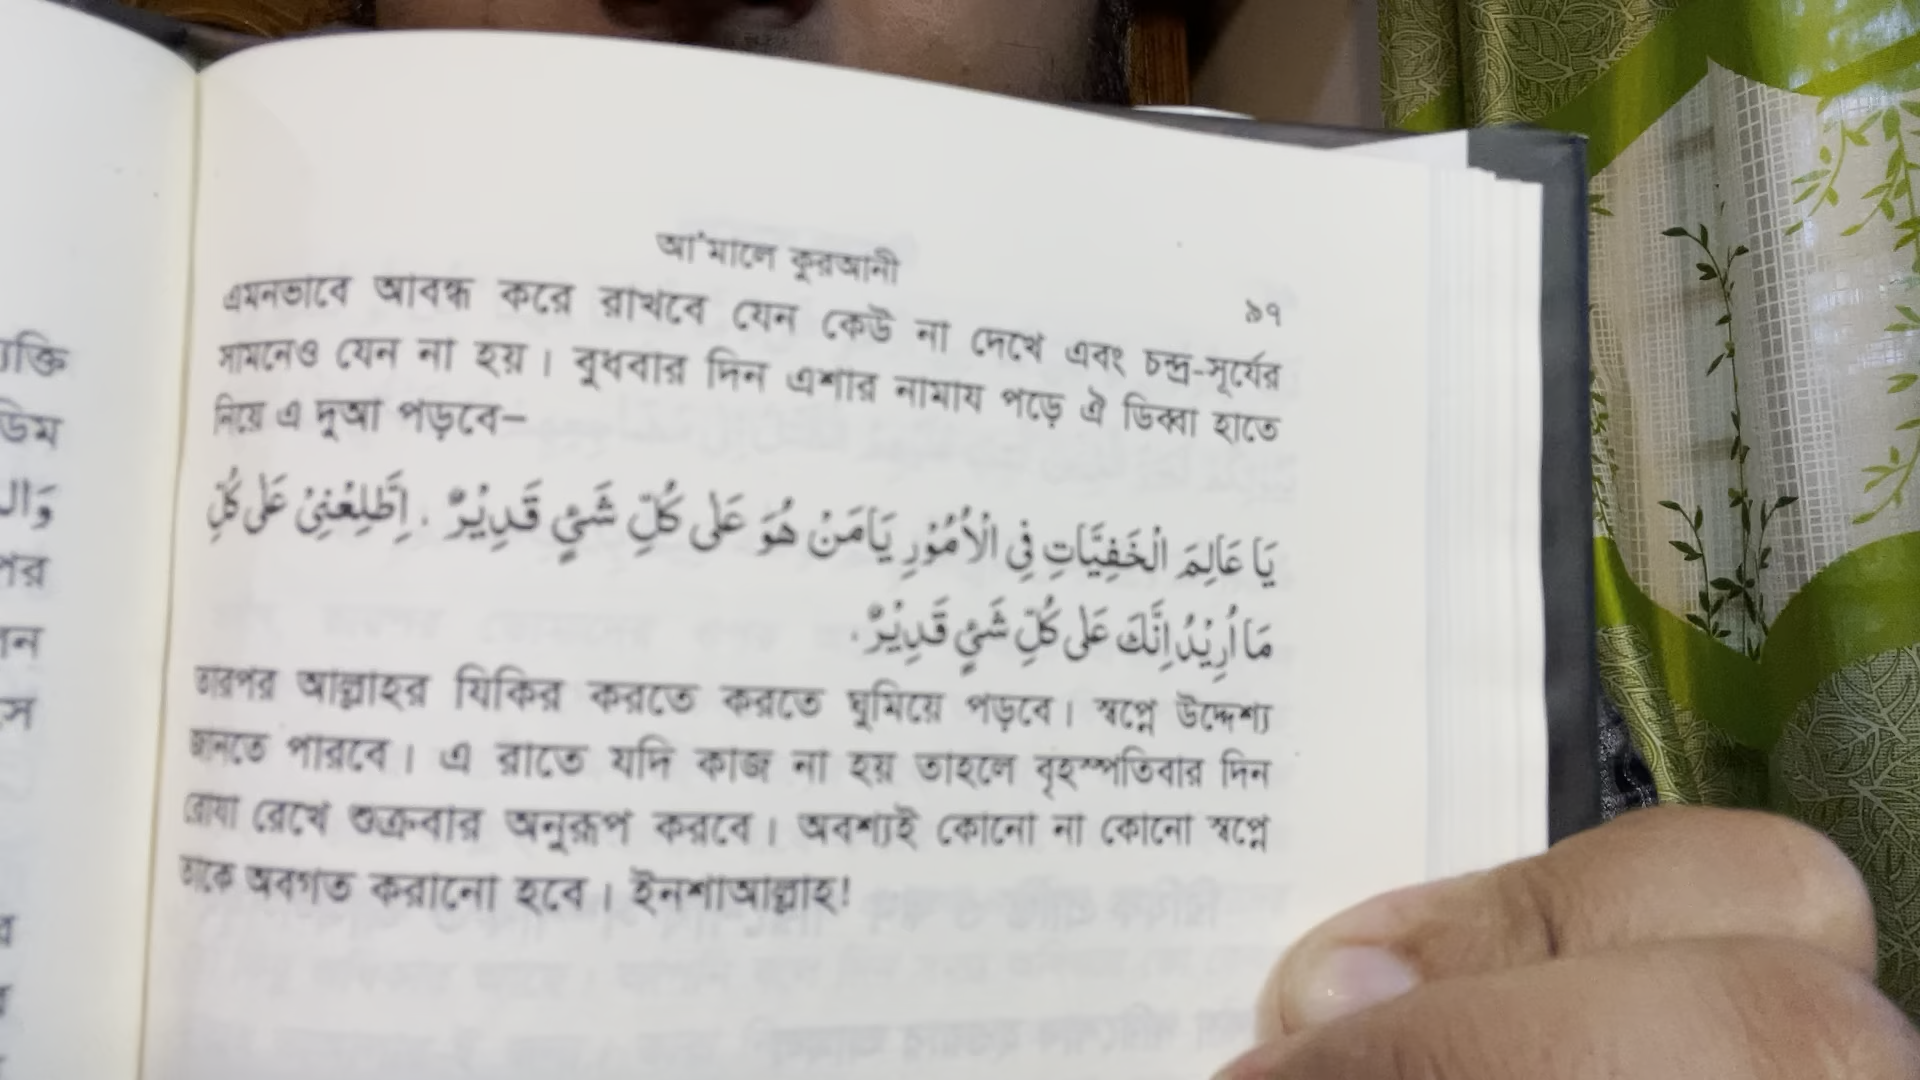 আ'মালে কুরআনী
৯৭
এমনভাবে আবদ্ধ করে রাখবে যেন কেউ না দেখে এবং চন্দ্র-সূর্যের
সামনেও যেন না হয়। বুধবার দিন এশার নামায পড়ে ঐ ডিব্বা হাতে
নিয়ে এ দুআ পড়বে–
يَا عَالِمَ الْخَفِيَّاتِ فِي الْاُمُوْرِ يَامَنْ هُوَ عَلٰى كُلِّ شَيْئٍ قَدِيْرٌ . اِطَّلِعْنِيْ عَلٰى كُلِّ
مَا اُرِيْدُ اِنَّكَ عَلٰى كُلِّ شَيْئٍ قَدِيْرٌ .
তারপর আল্লাহর যিকির করতে করতে ঘুমিয়ে পড়বে। স্বপ্নে উদ্দেশ্য
জানতে পারবে। এ রাতে যদি কাজ না হয় তাহলে বৃহস্পতিবার দিন
রোযা রেখে শুক্রবার অনুরূপ করবে। অবশ্যই কোনো না কোনো স্বপ্নে
তাকে অবগত করানো হবে। ইনশাআল্লাহ!